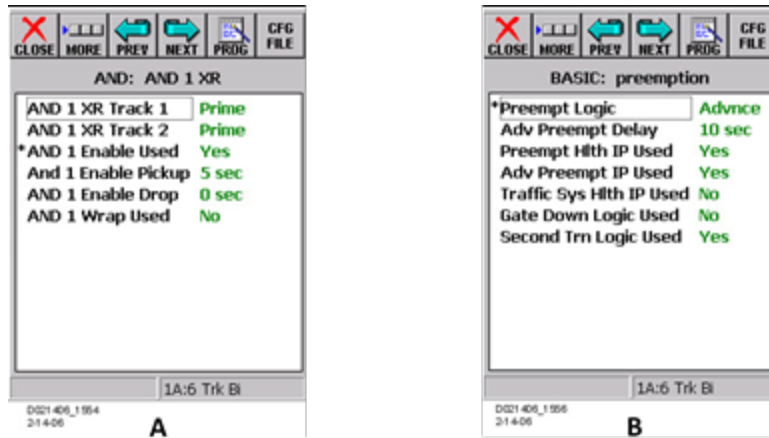 CLOSE MORE PREV NEXT PROG CFG FILE
AND: AND 1 XR
AND 1 XR Track 1 Prime
AND 1 XR Track 2 Prime
*AND 1 Enable Used Yes
And 1 Enable Pickup 5 sec
AND 1 Enable Drop 0 sec
AND 1 Wrap Used No
1A:6 Trk Bi
D021406_1554
2-14-06
A
CLOSE MORE PREV NEXT PROG CFG FILE
BASIC: preemption
*Preempt Logic Advnce
Adv Preempt Delay 10 sec
Preempt Hlth IP Used Yes
Adv Preempt IP Used Yes
Traffic Sys Hlth IP Used No
Gate Down Logic Used No
Second Trn Logic Used Yes
1A:6 Trk Bi
D021406_1556
2-14-06
B